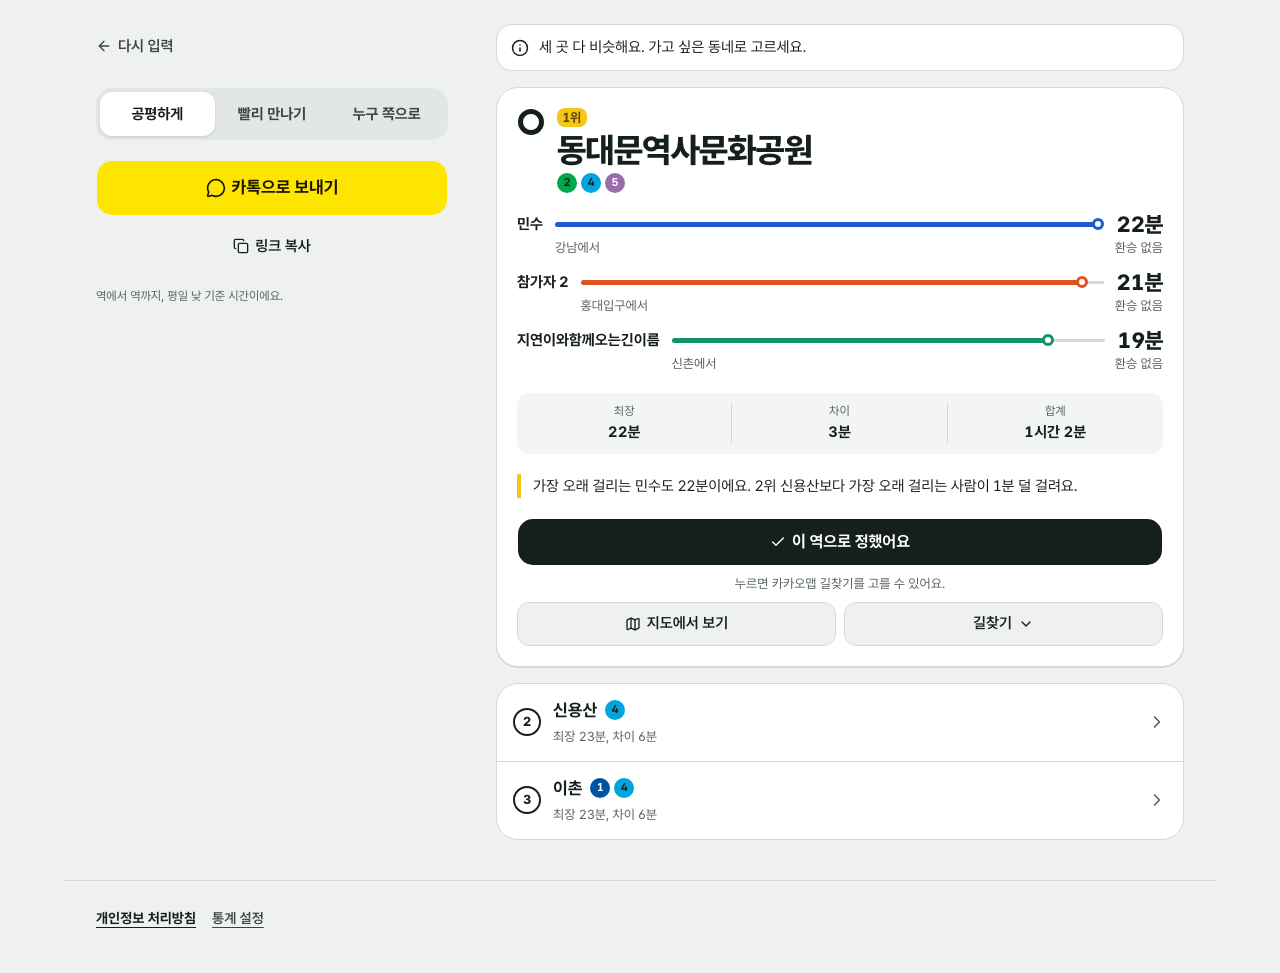 다시 입력
공평하게
빨리 만나기
누구 쪽으로
카톡으로 보내기
링크 복사
역에서 역까지, 평일 낮 기준 시간이에요.
세 곳 다 비슷해요. 가고 싶은 동네로 고르세요.
1위
동대문역사문화공원
2 4 5
민수 22분
강남에서 환승 없음
참가자 2 21분
홍대입구에서 환승 없음
지연이와함께오는긴이름 19분
신촌에서 환승 없음
최장 차이 합계
22분 3분 1시간 2분
가장 오래 걸리는 민수도 22분이에요. 2위 신용산보다 가장 오래 걸리는 사람이 1분 덜 걸려요.
이 역으로 정했어요
누르면 카카오맵 길찾기를 고를 수 있어요.
지도에서 보기 길찾기
2 신용산 4
최장 23분, 차이 6분
3 이촌 1 4
최장 23분, 차이 6분
개인정보 처리방침 통계 설정